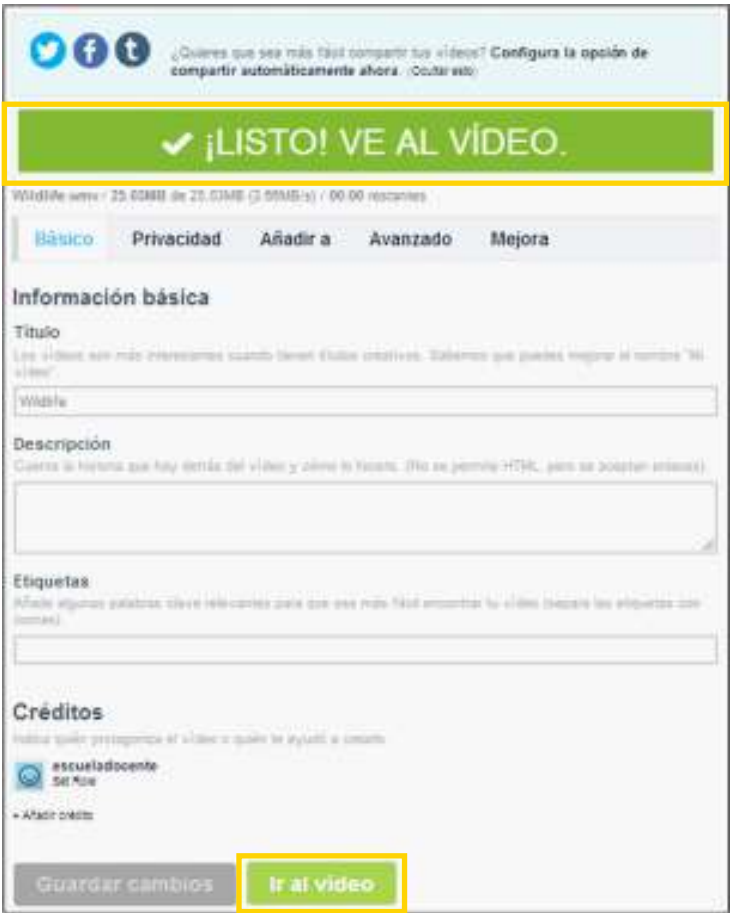 ¿Quieres que sea más fácil compartir tus vídeos? Configura la opción de
compartir automáticamente ahora. (Ocultar esto)
¡LISTO! VE AL VÍDEO.
Wildlife.wmv / 25.03MB de 25.03MB / 00:00 restantes
Básico Privacidad Añadir a Avanzado Mejora
Información básica
Título
Los vídeos son más interesantes cuando tienen títulos creativos. Sabemos que puedes mejorar el nombre "Mi
vídeo".
Wildlife
Descripción
Cuenta la historia que hay detrás del vídeo y cómo lo hiciste. (No se permite HTML, pero se aceptan enlaces).
Etiquetas
Añade algunas palabras clave relevantes para que sea más fácil encontrar tu vídeo (separa las etiquetas con
comas).
Créditos
Indica quién protagoniza el vídeo o quién te ayudó a crearlo.
escueladocente
Set Role
+ Añadir crédito
Guardar cambios Ir al vídeo